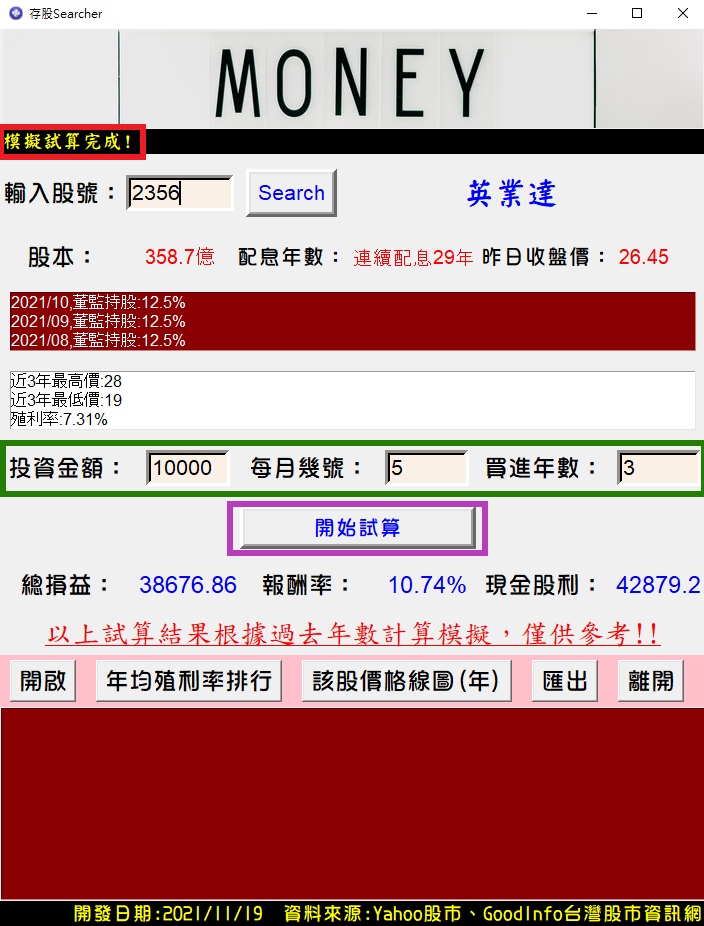 存股Searcher
MONEY
模擬試算完成!
輸入股號： 2356 Search 英業達
股本： 358.7億 配息年數： 連續配息29年 昨日收盤價： 26.45
2021/10,董監持股:12.5%
2021/09,董監持股:12.5%
2021/08,董監持股:12.5%
近3年最高價:28
近3年最低價:19
殖利率:7.31%
投資金額： 10000 每月幾號： 5 買進年數： 3
開始試算
總損益： 38676.86 報酬率： 10.74% 現金股利： 42879.2
以上試算結果根據過去年數計算模擬，僅供參考!!
開啟 年均殖利率排行 該股價格線圖(年) 匯出 離開
開發日期:2021/11/19 資料來源:Yahoo股市、GoodInfo台灣股市資訊網